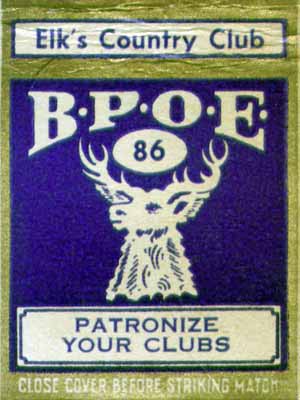 Elk's Country Club
B·P·O·E·
86
PATRONIZE
YOUR CLUBS
CLOSE COVER BEFORE STRIKING MATCH